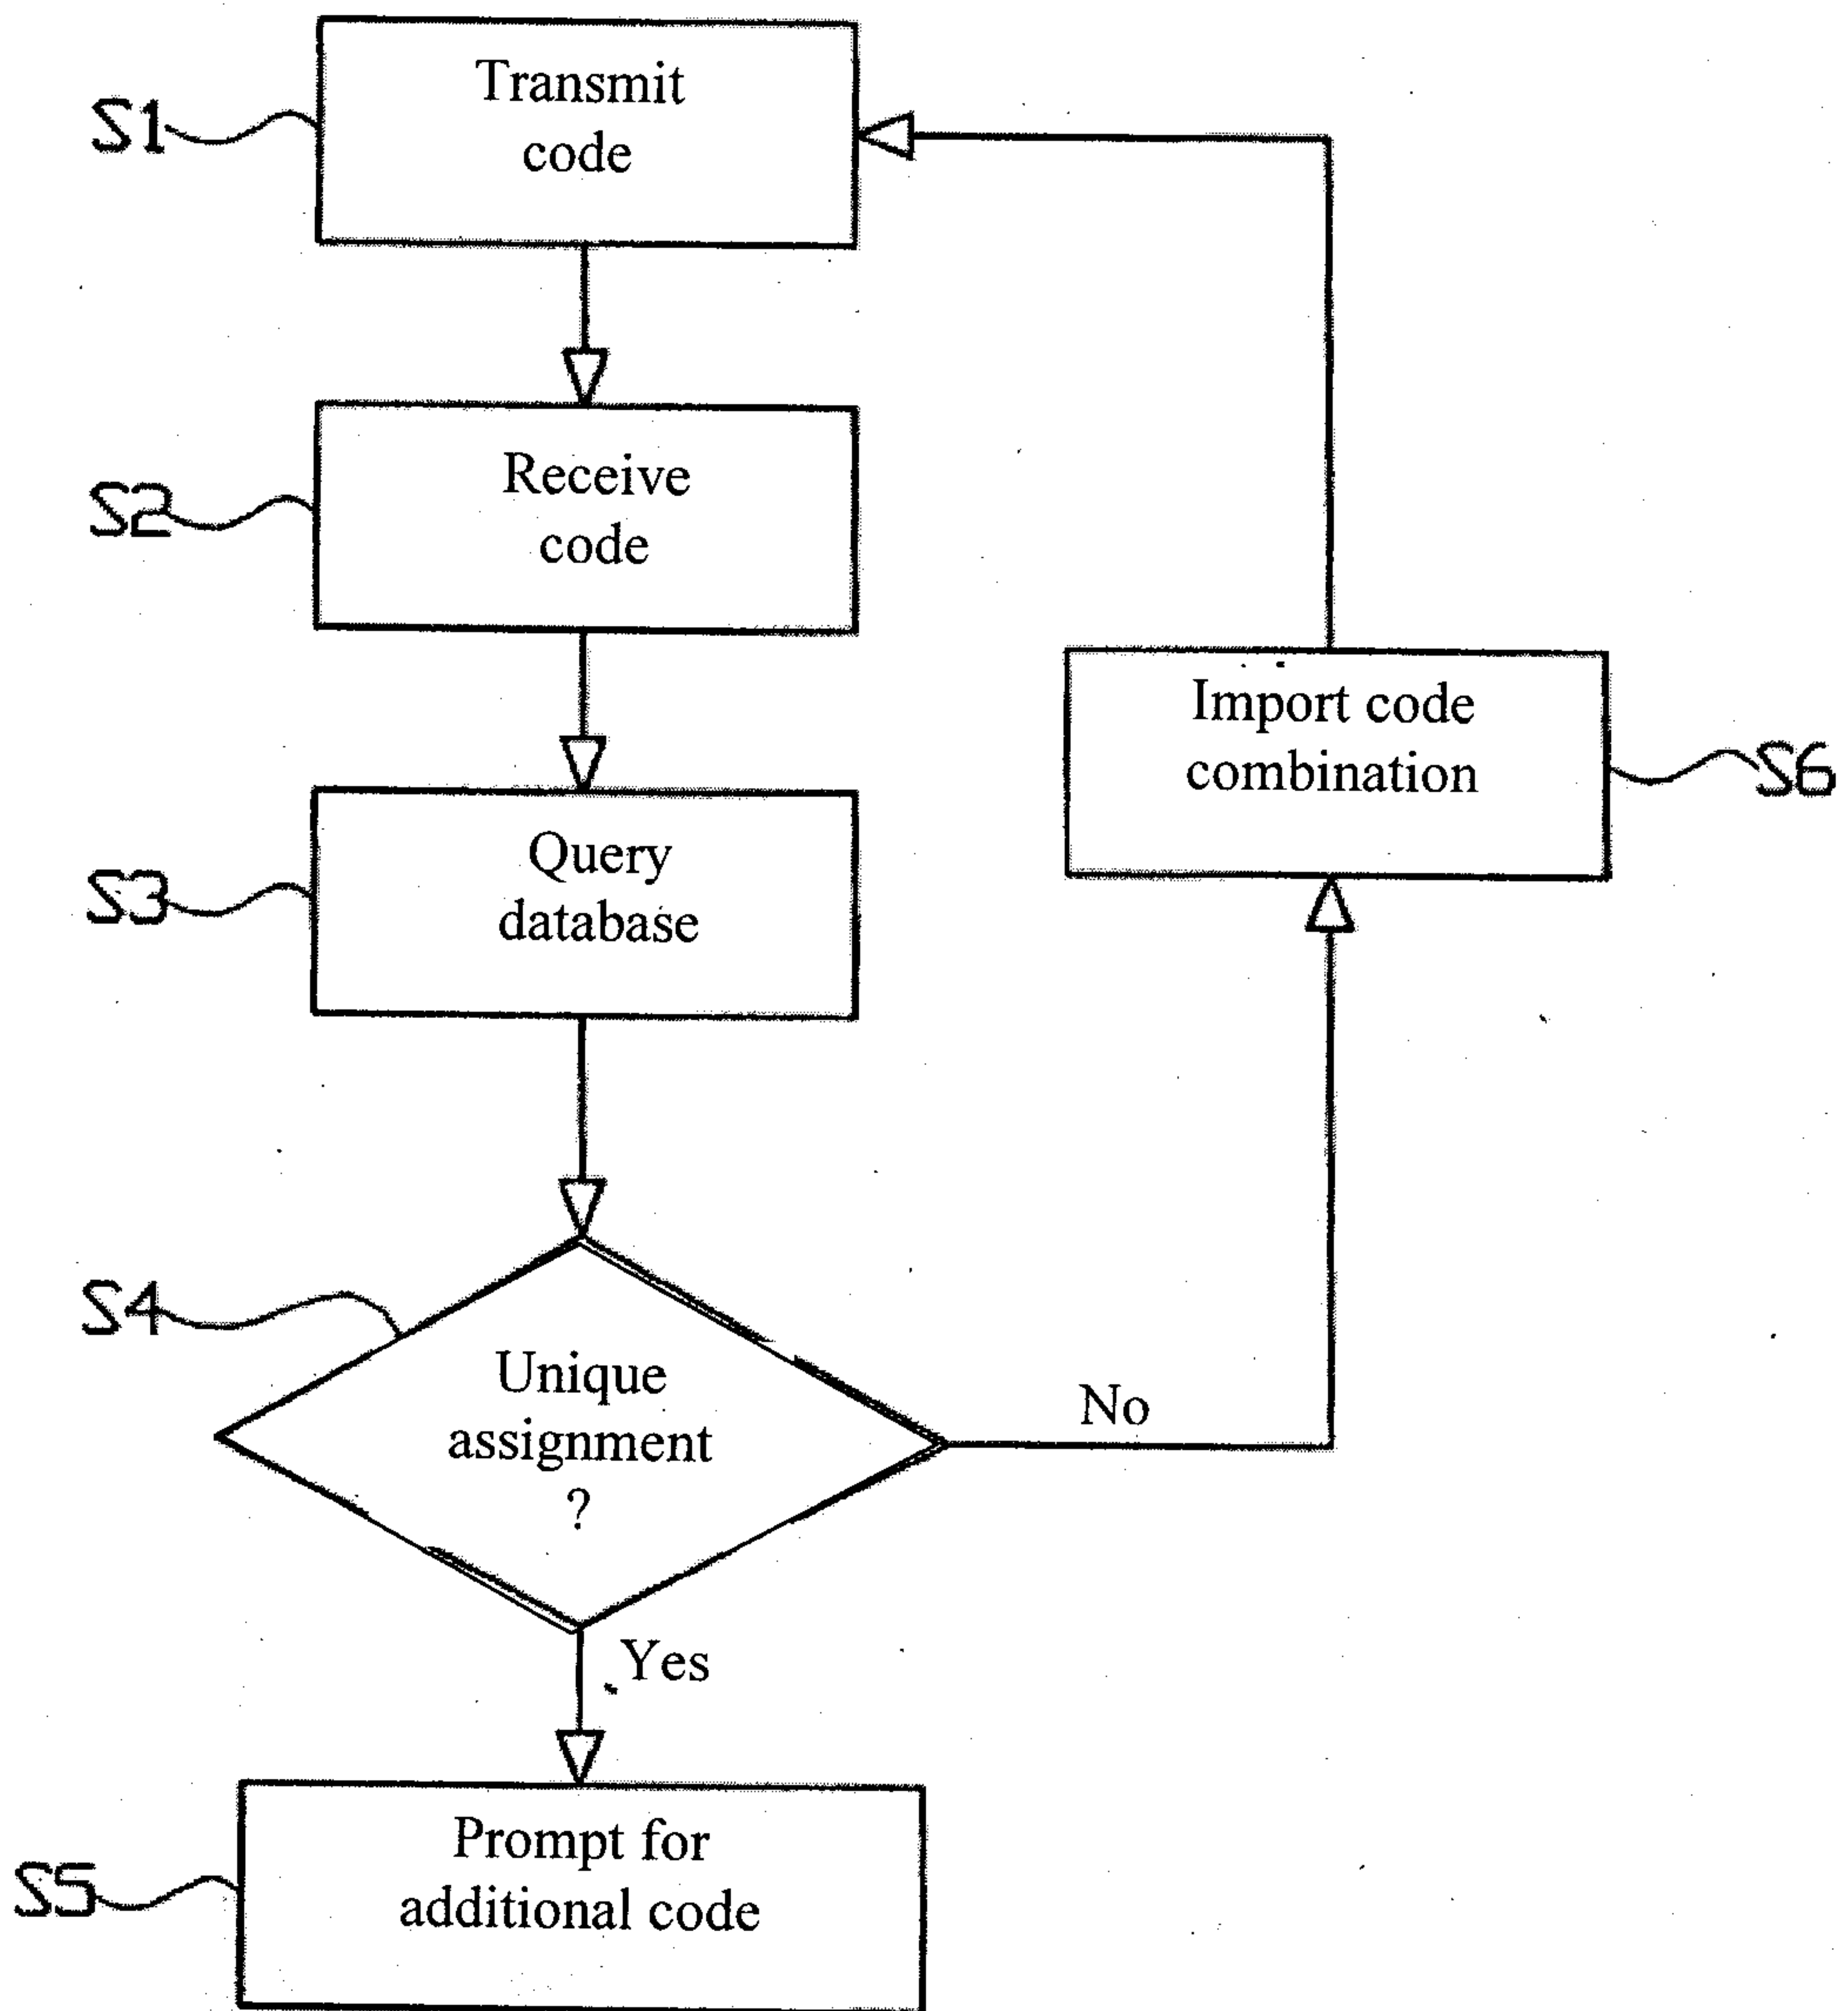 Transmit
code
S1
Receive
code
S2
Import code
combination
S6
Query
database
S3
S4
Unique
assignment
?
No
Yes
Prompt for
additional code
S5